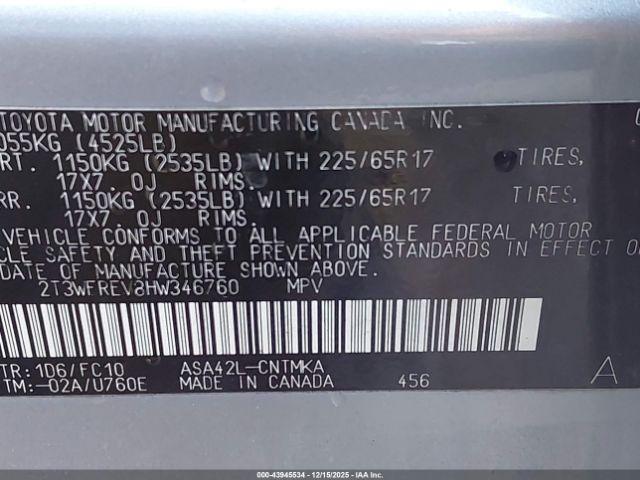 TOYOTA MOTOR MANUFACTURING CANADA INC.
055KG (4525LB)
RT. 1150KG (2535LB) WITH 225/65R17 TIRES,
17X7.0J RIMS.
RR. 1150KG (2535LB) WITH 225/65R17 TIRES,
17X7.0J RIMS.
VEHICLE CONFORMS TO ALL APPLICABLE FEDERAL MOTOR
CLE SAFETY AND THEFT PREVENTION STANDARDS IN EFFECT O
DATE OF MANUFACTURE SHOWN ABOVE.
2T3WFREV8HW346760 MPV
TR: 1D6/FC10 ASA42L-CNTMKA
TM:-02A/U760E MADE IN CANADA 456 A
000-43945534 - 12/15/2025 - IAA Inc.